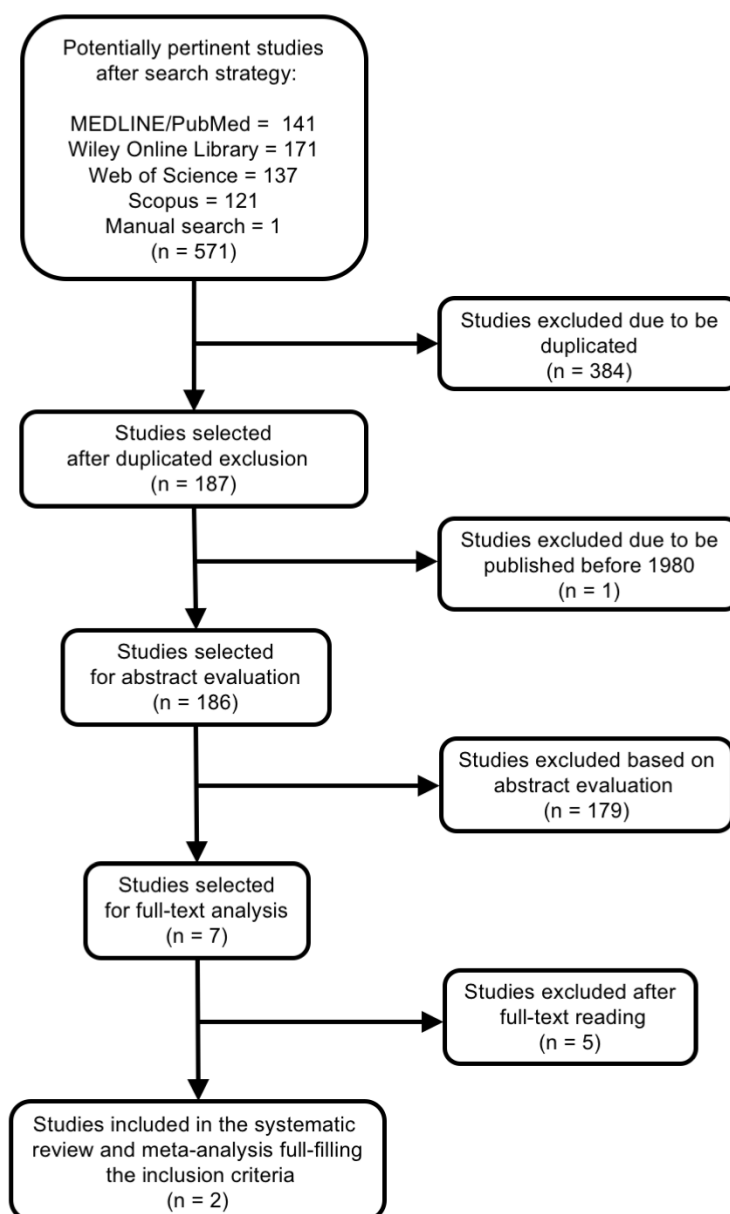 Potentially pertinent studies
after search strategy:
MEDLINE/PubMed = 141
Wiley Online Library = 171
Web of Science = 137
Scopus = 121
Manual search = 1
(n = 571)
Studies excluded due to be
duplicated
(n = 384)
Studies selected
after duplicated exclusion
(n = 187)
Studies excluded due to be
published before 1980
(n = 1)
Studies selected
for abstract evaluation
(n = 186)
Studies excluded based on
abstract evaluation
(n = 179)
Studies selected
for full-text analysis
(n = 7)
Studies excluded after
full-text reading
(n = 5)
Studies included in the systematic
review and meta-analysis full-filling
the inclusion criteria
(n = 2)